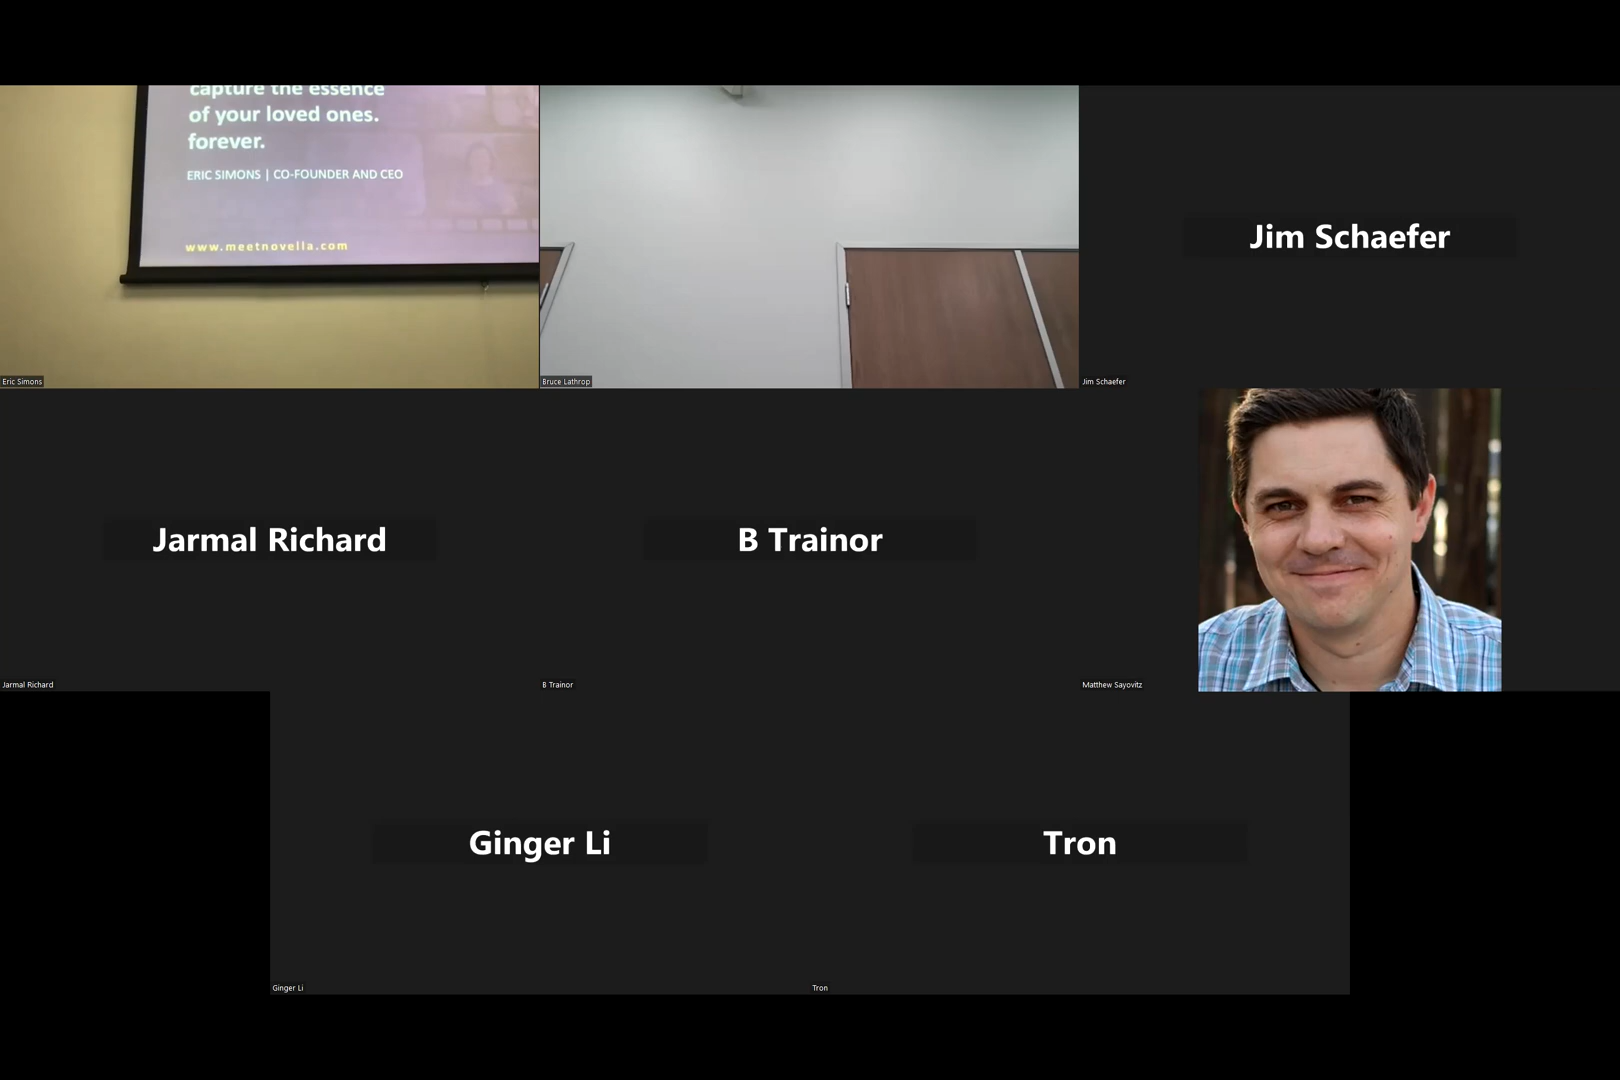 capture the essence
of your loved ones.
forever.
ERIC SIMONS | CO-FOUNDER AND CEO
www.meetnovella.com
Eric Simons
Bruce Lathrop
Jim Schaefer
Jim Schaefer
Jarmal Richard
Jarmal Richard
B Trainor
B Trainor
Matthew Sayovitz
Ginger Li
Ginger Li
Tron
Tron